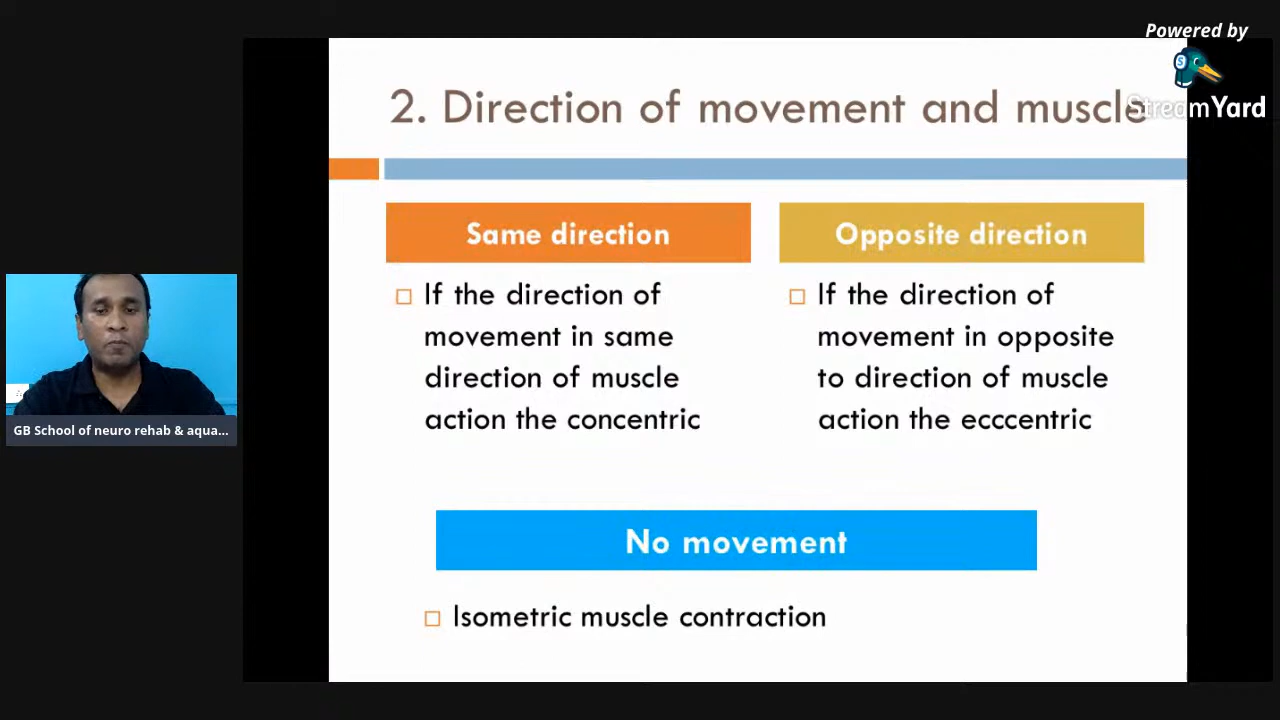 Powered by
StreamYard
2. Direction of movement and muscle
Same direction
Opposite direction
If the direction of
movement in same
direction of muscle
action the concentric
If the direction of
movement in opposite
to direction of muscle
action the ecccentric
GB School of neuro rehab & aqua...
No movement
Isometric muscle contraction